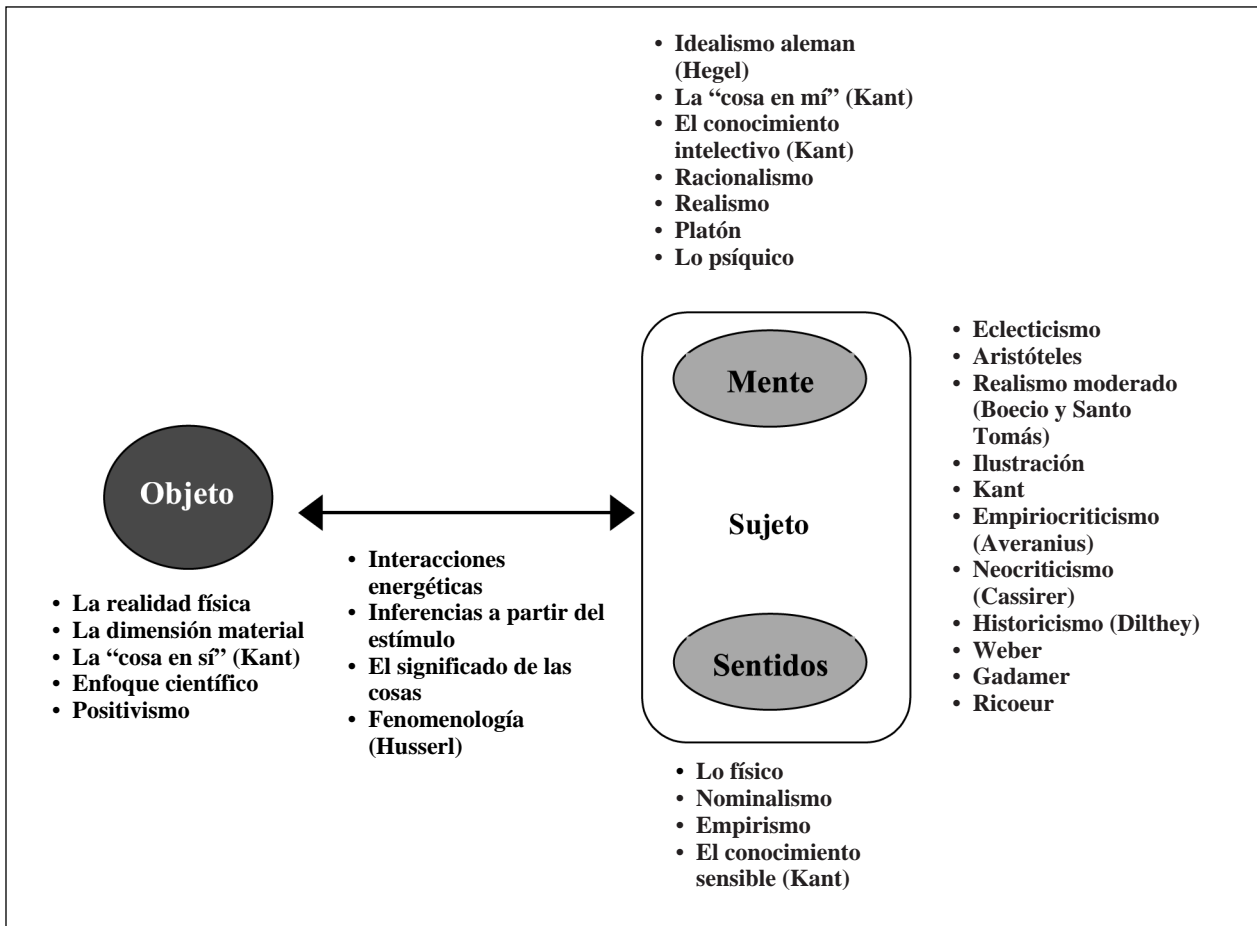 • Idealismo aleman
(Hegel)
• La “cosa en mí” (Kant)
• El conocimiento
intelectivo (Kant)
• Racionalismo
• Realismo
• Platón
• Lo psíquico
Mente
Sujeto
Sentidos
• Eclecticismo
• Aristóteles
• Realismo moderado
(Boecio y Santo
Tomás)
• Ilustración
• Kant
• Empiriocriticismo
(Averanius)
• Neocriticismo
(Cassirer)
• Historicismo (Dilthey)
• Weber
• Gadamer
• Ricoeur
Objeto
• La realidad física
• La dimensión material
• La “cosa en sí” (Kant)
• Enfoque científico
• Positivismo
• Interacciones
energéticas
• Inferencias a partir del
estímulo
• El significado de las
cosas
• Fenomenología
(Husserl)
• Lo físico
• Nominalismo
• Empirismo
• El conocimiento
sensible (Kant)